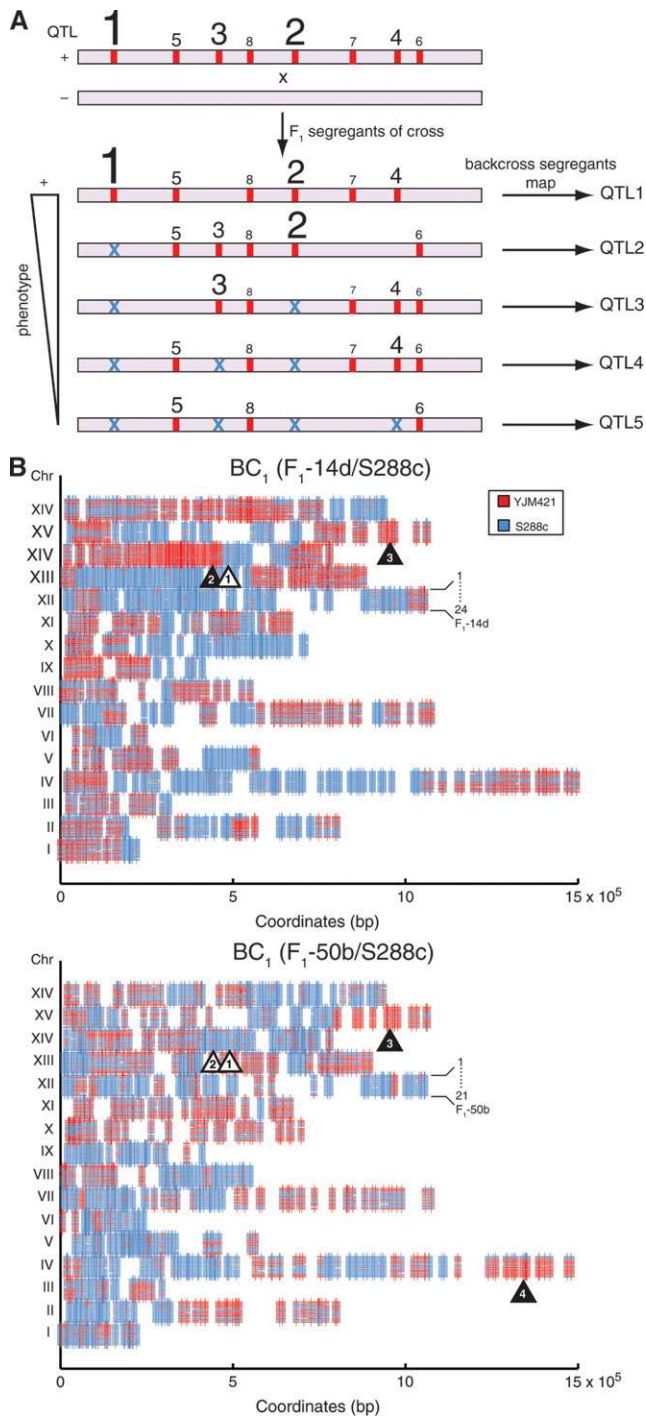 A
QTL 1 5 3 8 2 7 4 6
+
x
–
F1 segregants of cross
+
1 5 8 2 7 4
backcross segregants
map
QTL1
5 3 8 2 6
X
QTL2
3 8 7 4 6
X X
QTL3
phenotype
5 8 7 4 6
X X X
QTL4
5 8 6
X X X X
QTL5
B
BC1 (F1-14d/S288c)
Chr
YJM421
S288c
XIV
XV
XIV
3
XIII
2 1
1
XII
24
F1-14d
XI
X
IX
VIII
VII
VI
V
IV
III
II
I
0 5 10 15 x 10^5
Coordinates (bp)
BC1 (F1-50b/S288c)
Chr
XIV
XV
XIV
3
XIII
2 1
1
XII
21
F1-50b
XI
X
IX
VIII
VII
VI
V
IV
III
4
II
I
0 5 10 15 x 10^5
Coordinates (bp)